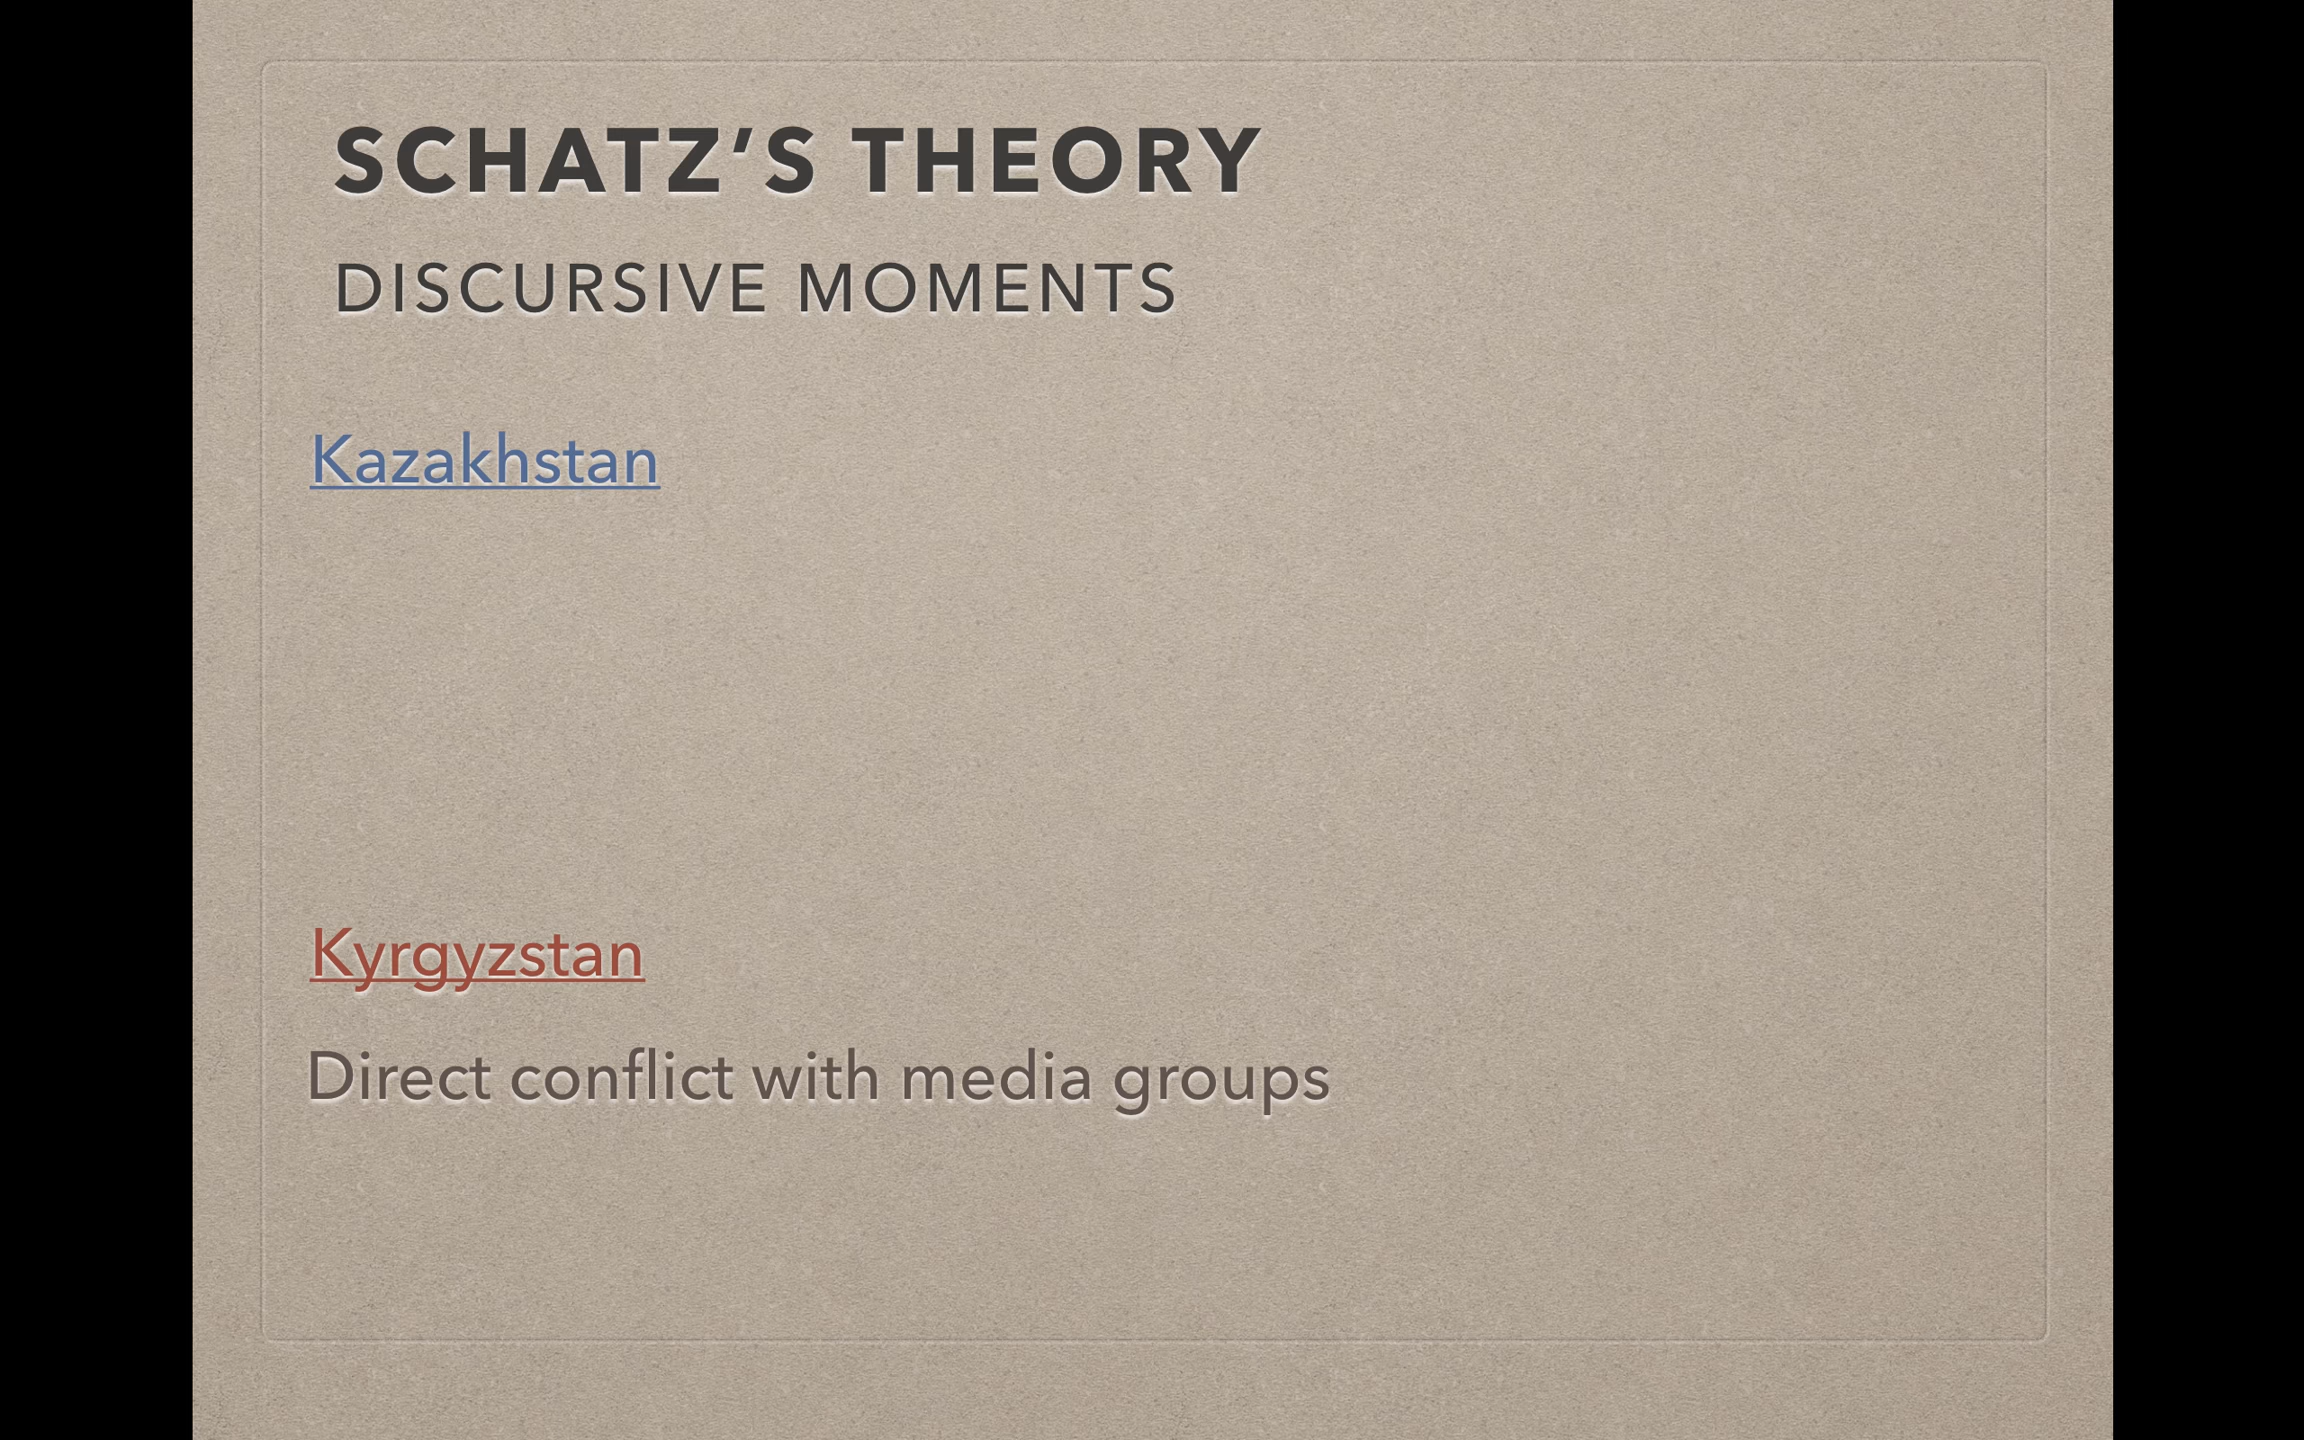 SCHATZ’S THEORY
DISCURSIVE MOMENTS
Kazakhstan
Kyrgyzstan
Direct conflict with media groups